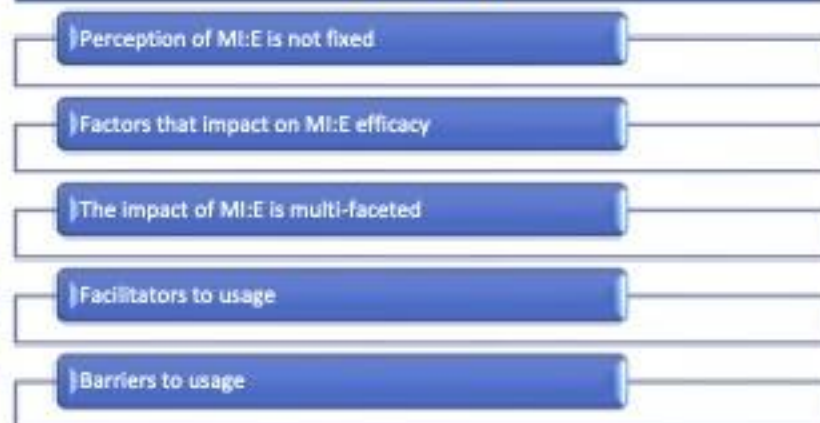 Perception of MI:E is not fixed
Factors that impact on MI:E efficacy
The impact of MI:E is multi-faceted
Facilitators to usage
Barriers to usage